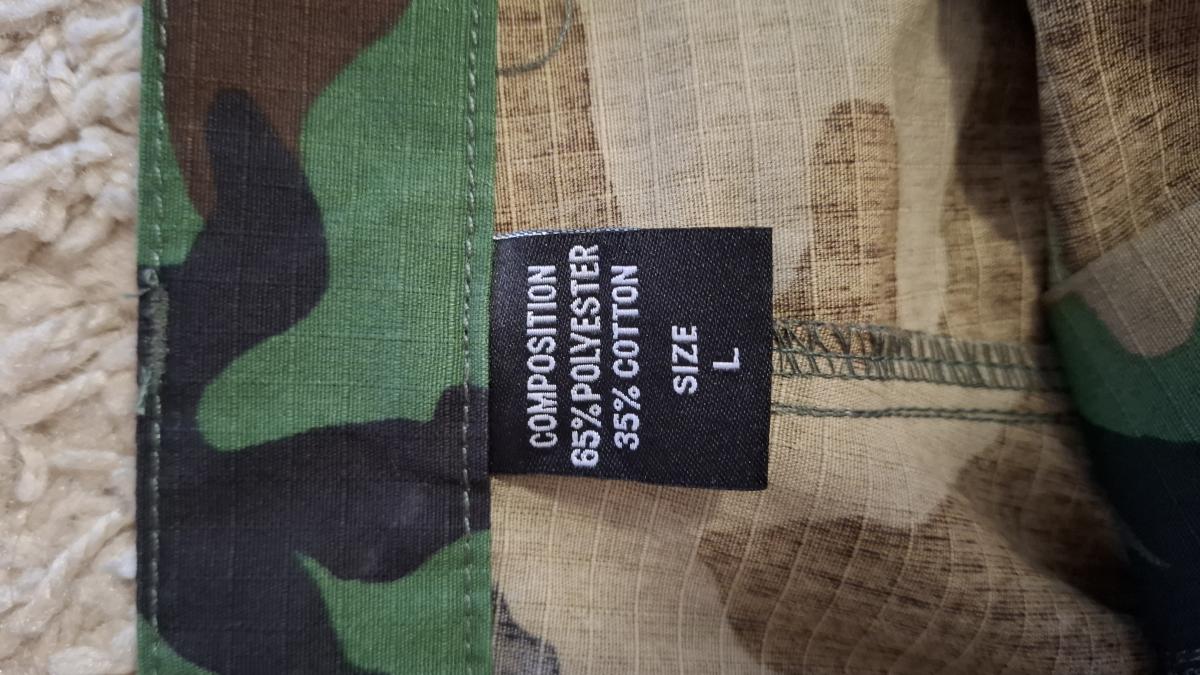 COMPOSITION
65% POLYESTER
35% COTTON
SIZE
L